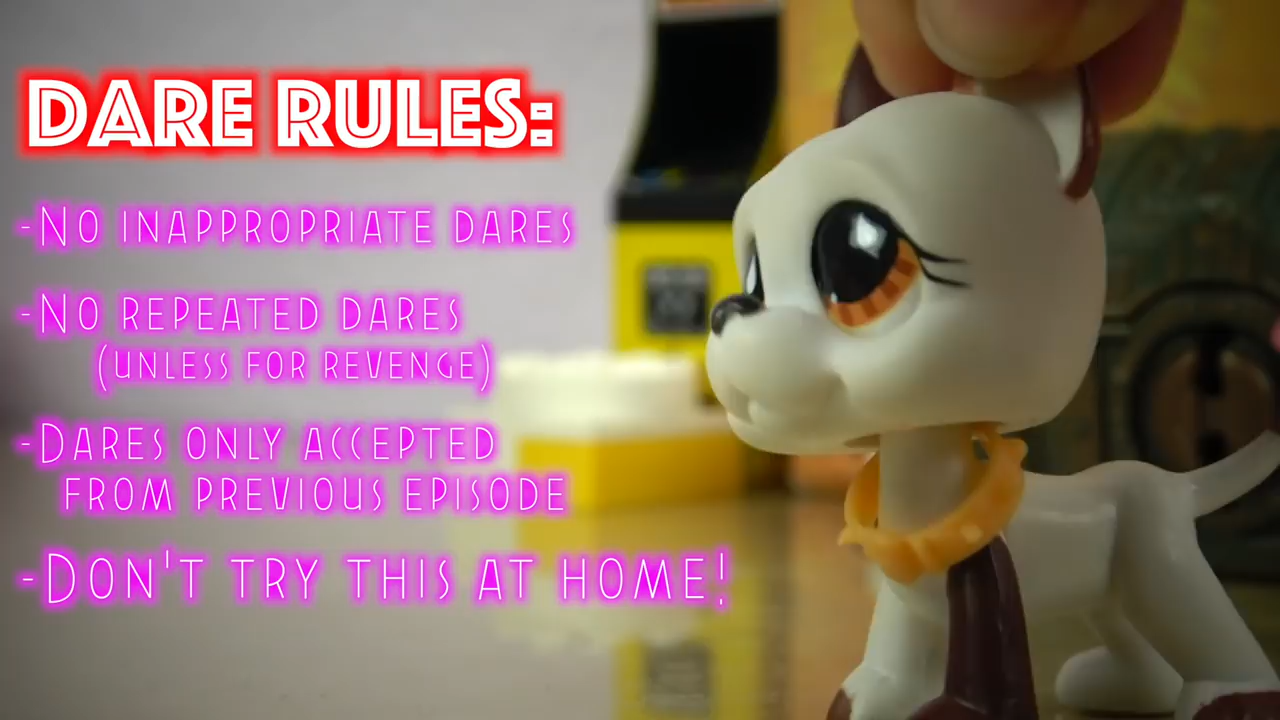 DARE RULES:
-NO INAPPROPRIATE DARES
-NO REPEATED DARES
(UNLESS FOR REVENGE)
-DARES ONLY ACCEPTED
FROM PREVIOUS EPISODE
-DON'T TRY THIS AT HOME!